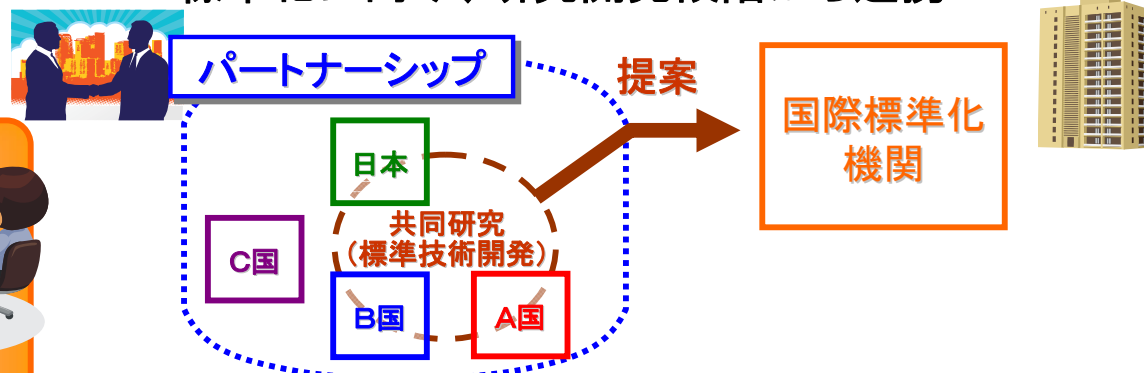 パートナーシップ
提案
国際標準化
機関
日本
共同研究
(標準技術開発)
C国
B国
A国